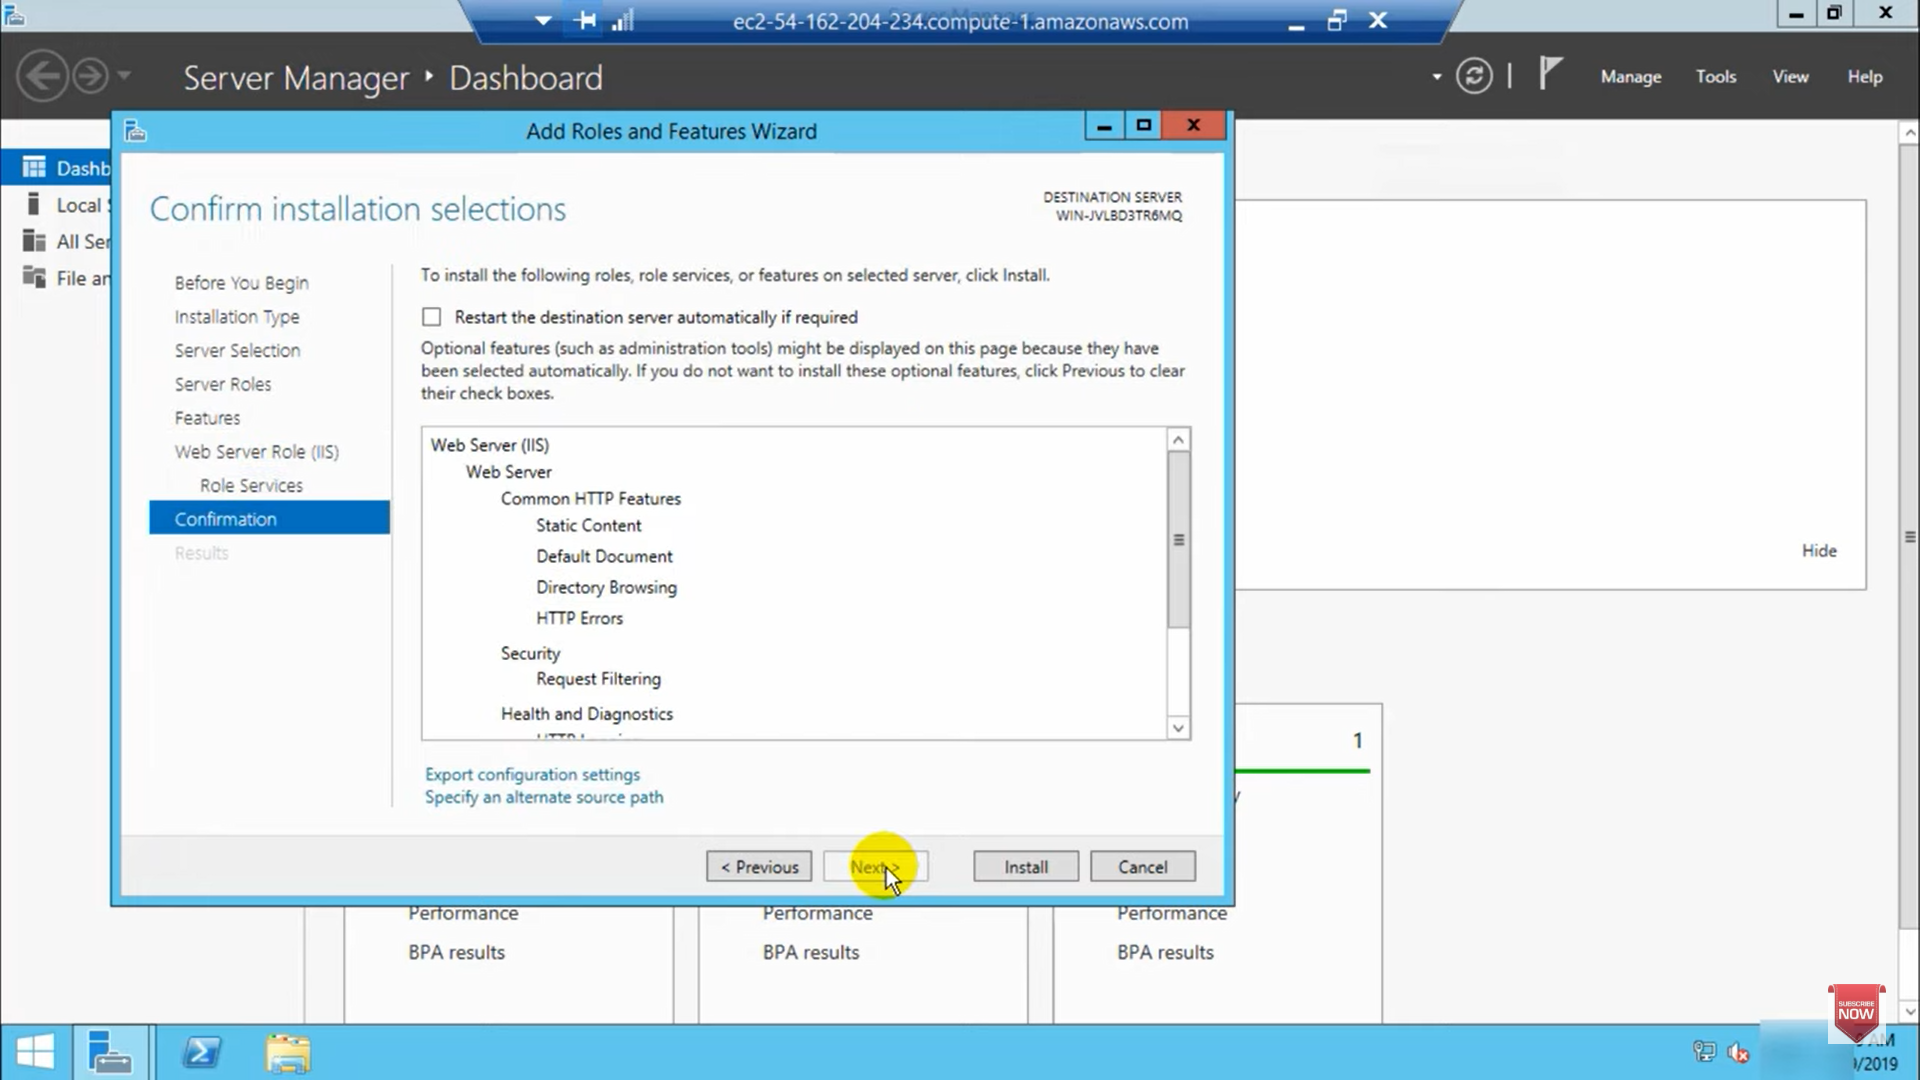 ec2-54-162-204-234.compute-1.amazonaws.com
Server Manager ‣ Dashboard
Manage Tools View Help
Add Roles and Features Wizard
Dashb
Local
All Ser
File an
Confirm installation selections
DESTINATION SERVER
WIN-JVLBD3TR6MQ
Before You Begin
Installation Type
Server Selection
Server Roles
Features
Web Server Role (IIS)
Role Services
Confirmation
Results
To install the following roles, role services, or features on selected server, click Install.
Restart the destination server automatically if required
Optional features (such as administration tools) might be displayed on this page because they have
been selected automatically. If you do not want to install these optional features, click Previous to clear
their check boxes.
Web Server (IIS)
Web Server
Common HTTP Features
Static Content
Default Document
Directory Browsing
HTTP Errors
Security
Request Filtering
Health and Diagnostics
Export configuration settings
Specify an alternate source path
< Previous Next > Install Cancel
Hide
1
Performance Performance Performance
BPA results BPA results BPA results
SUBSCRIBE
NOW
AM
/2019